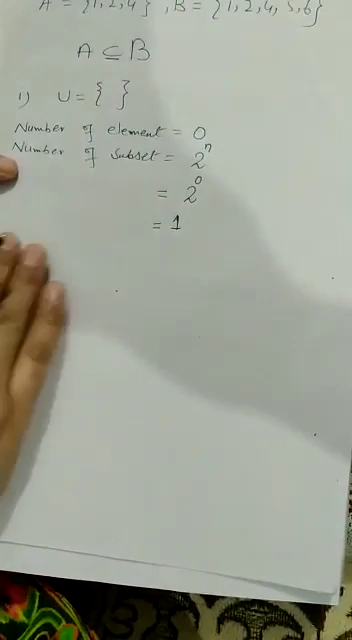 A = {1,2,4} , B = {1,2,4,5,6}
A ⊆ B
1) U = { }
Number of element = 0
Number of subset = 2ⁿ
= 2⁰
= 1